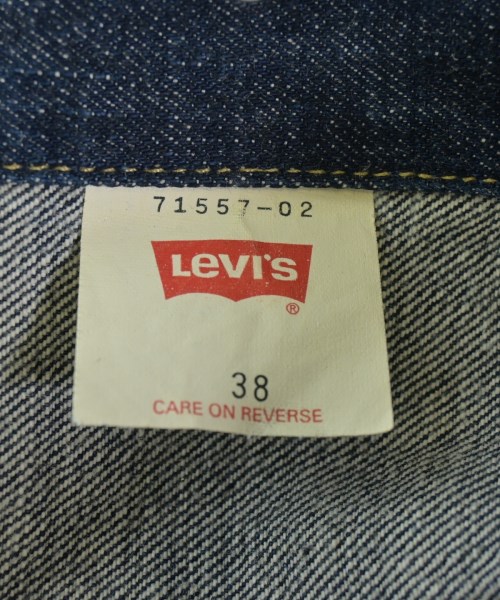 71557-02
LEVI'S
®
38
CARE ON REVERSE